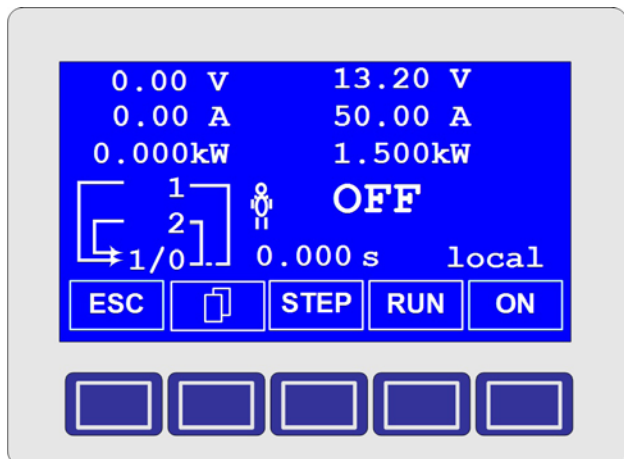 0.00 V 13.20 V
0.00 A 50.00 A
0.000kW 1.500kW
1 OFF
2
1/0 0.000 s local
ESC STEP RUN ON